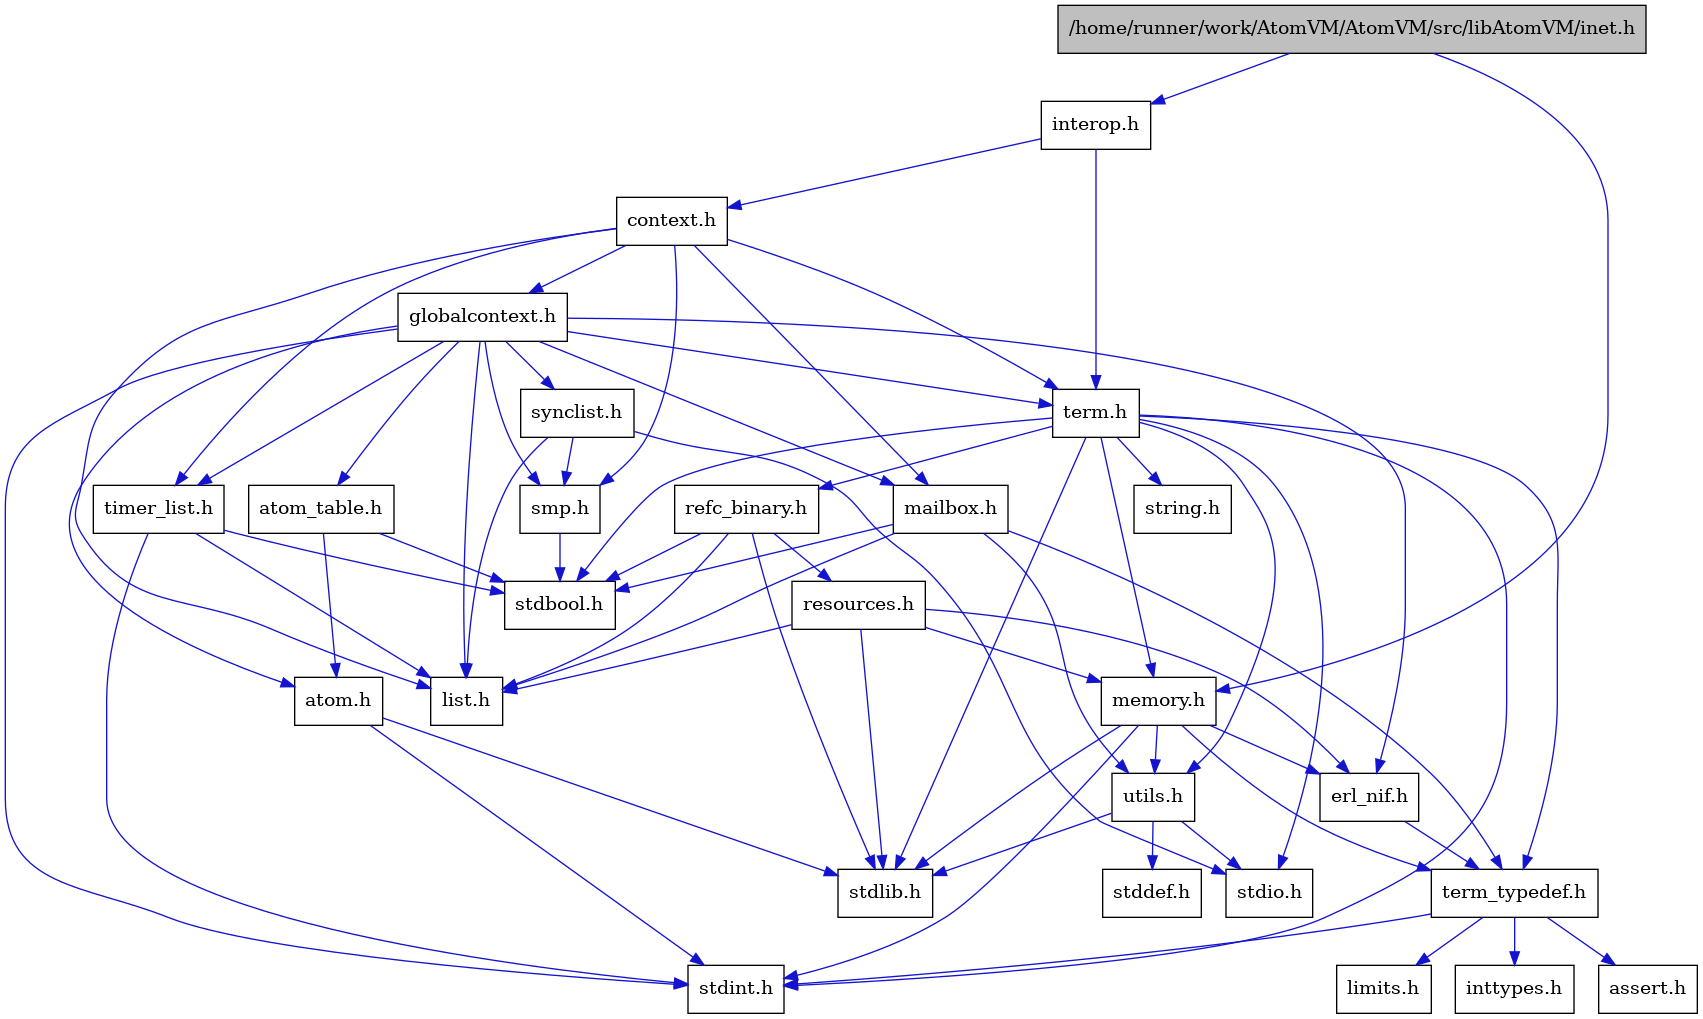 /home/runner/work/AtomVM/AtomVM/src/libAtomVM/inet.h
interop.h
context.h
globalcontext.h
synclist.h
term.h
timer_list.h
atom_table.h
smp.h
refc_binary.h
mailbox.h
string.h
stdbool.h
resources.h
atom.h
list.h
memory.h
utils.h
erl_nif.h
stdlib.h
stddef.h
stdio.h
term_typedef.h
stdint.h
limits.h
inttypes.h
assert.h